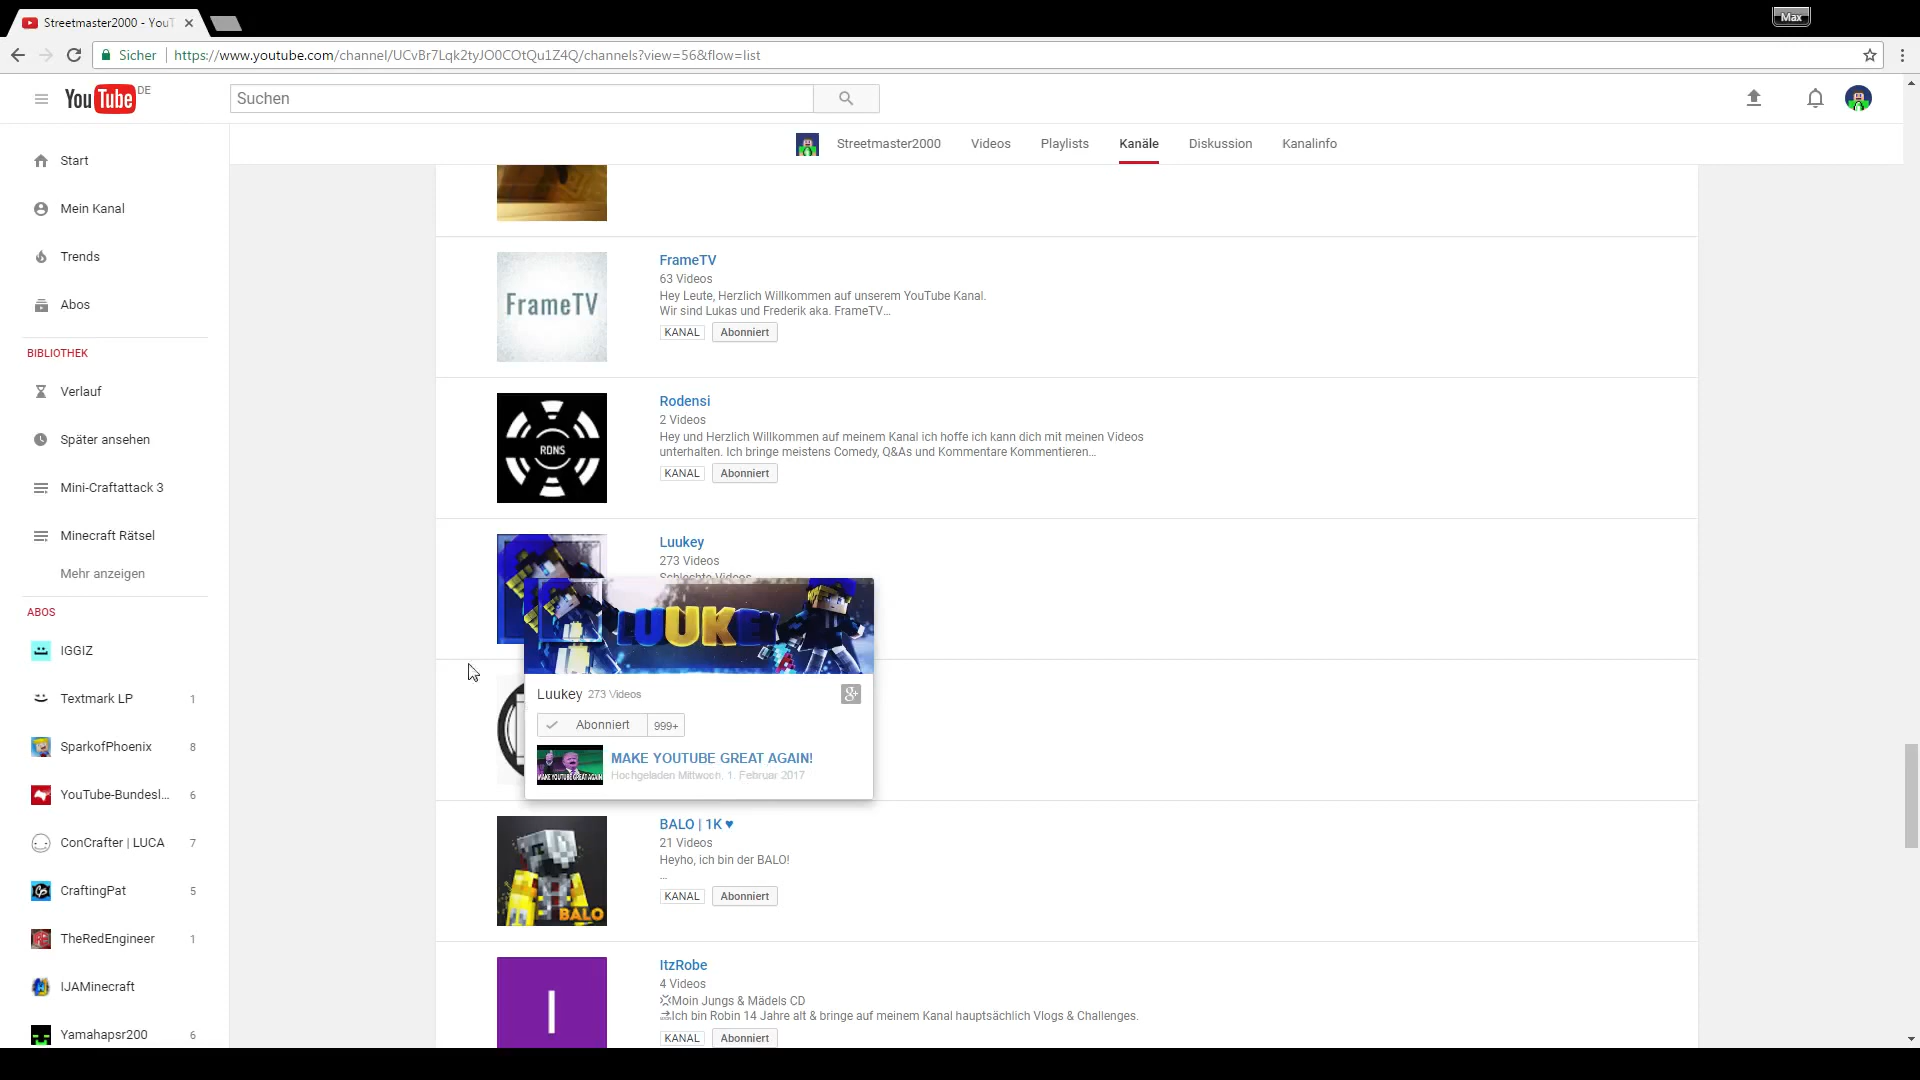 Streetmaster2000 - YouT
Max
Sicher
https://www.youtube.com/channel/UCvBr7Lqk2tyJO0COtQu1Z4Q/channels?view=56&flow=list
YouTube DE
Suchen
Streetmaster2000
Videos
Playlists
Kanäle
Diskussion
Kanalinfo
Start
Mein Kanal
Trends
Abos
BIBLIOTHEK
Verlauf
Später ansehen
Mini-Craftattack 3
Minecraft Rätsel
Mehr anzeigen
ABOS
IGGIZ
Textmark LP 1
SparkofPhoenix 8
YouTube-Bundesl... 6
ConCrafter | LUCA 7
CraftingPat 5
TheRedEngineer 1
IJAMinecraft
Yamahapsr200 6
FrameTV
FrameTV
63 Videos
Hey Leute, Herzlich Willkommen auf unserem YouTube Kanal.
Wir sind Lukas und Frederik aka. FrameTV...
KANAL Abonniert
RDNS
Rodensi
2 Videos
Hey und Herzlich Willkommen auf meinem Kanal ich hoffe ich kann dich mit meinen Videos
unterhalten. Ich bringe meistens Comedy, Q&As und Kommentare Kommentieren...
KANAL Abonniert
Luukey
273 Videos
Schlechte Videos
LUUKEY
Luukey 273 Videos
g+
Abonniert 999+
MAKE YOUTUBE GREAT AGAIN
MAKE YOUTUBE GREAT AGAIN!
Hochgeladen Mittwoch, 1. Februar 2017
BALO
BALO | 1K ♥
21 Videos
Heyho, ich bin der BALO!
...
KANAL Abonniert
I
ItzRobe
4 Videos
Moin Jungs & Mädels CD
Ich bin Robin 14 Jahre alt & bringe auf meinem Kanal hauptsächlich Vlogs & Challenges.
KANAL Abonniert